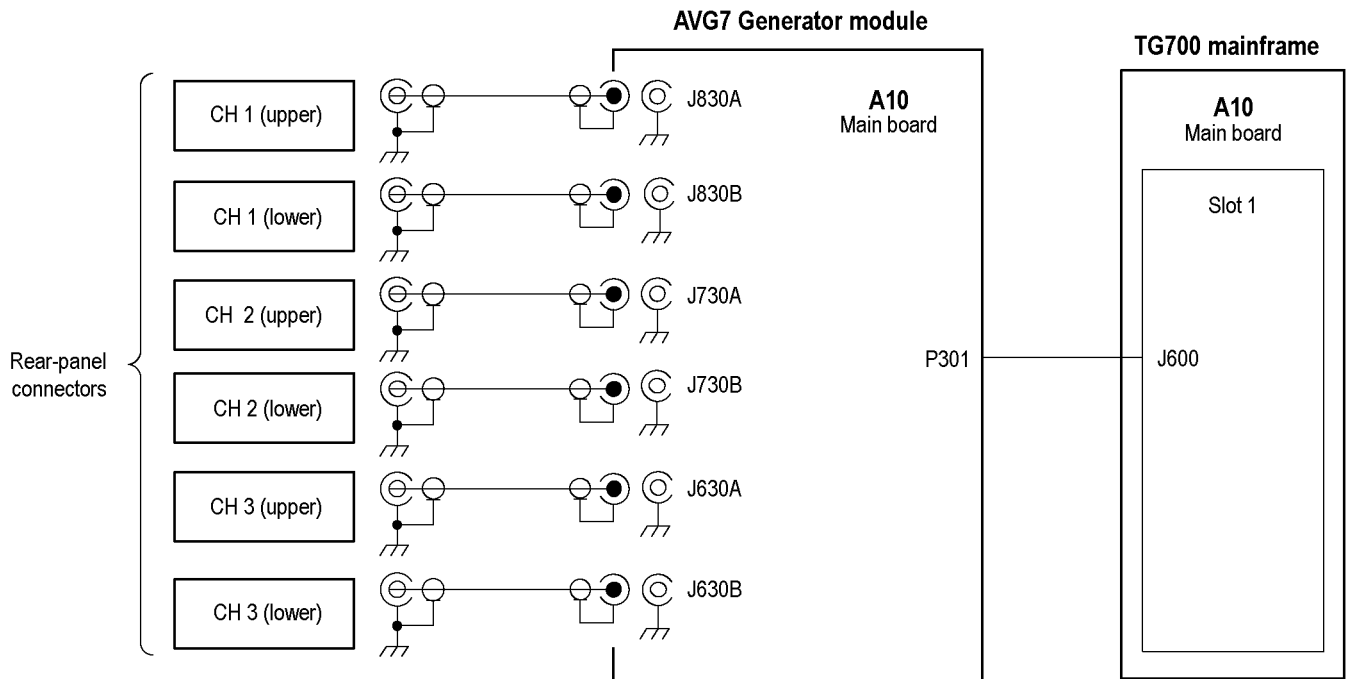 AVG7 Generator module
TG700 mainframe
Rear-panel
connectors
CH 1 (upper)
J830A
CH 1 (lower)
J830B
CH 2 (upper)
J730A
CH 2 (lower)
J730B
CH 3 (upper)
J630A
CH 3 (lower)
J630B
A10
Main board
P301
A10
Main board
Slot 1
J600